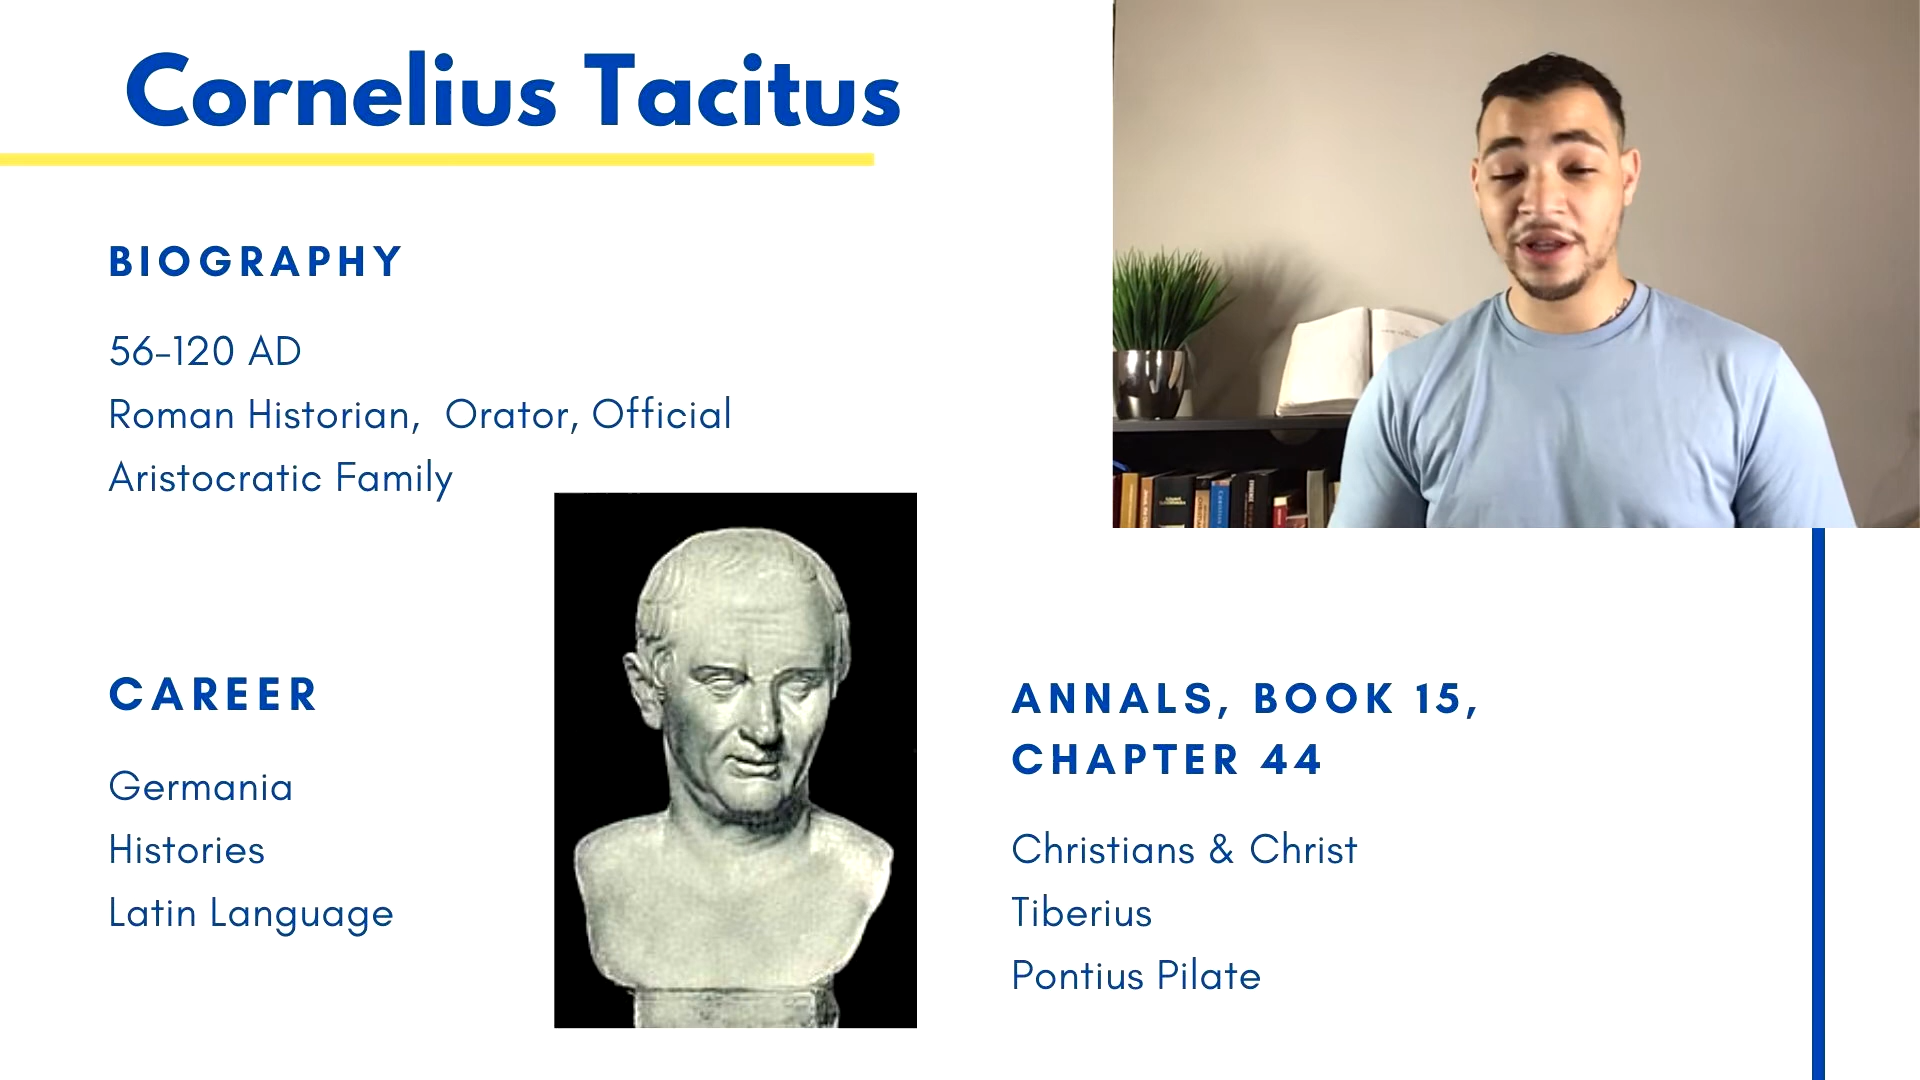 Cornelius Tacitus
BIOGRAPHY
56-120 AD
Roman Historian, Orator, Official
Aristocratic Family
CAREER
Germania
Histories
Latin Language
ANNALS, BOOK 15,
CHAPTER 44
Christians & Christ
Tiberius
Pontius Pilate